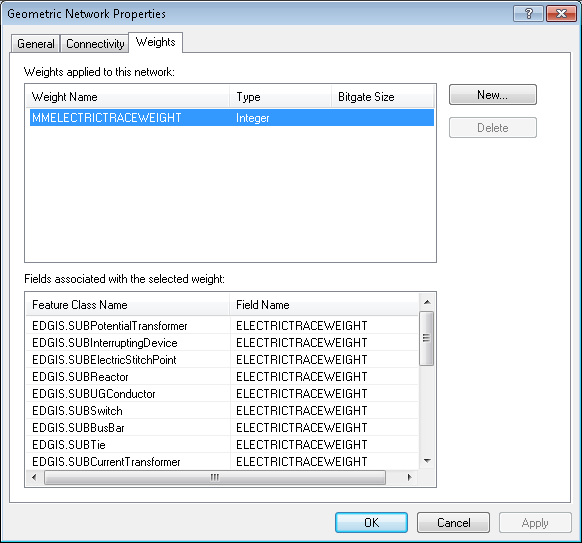 Geometric Network Properties
?
General Connectivity Weights
Weights applied to this network:
Weight Name Type Bitgate Size
MMELECTRICTRACEWEIGHT Integer
New...
Delete
Fields associated with the selected weight:
Feature Class Name Field Name
EDGIS.SUBPotentialTransformer ELECTRICTRACEWEIGHT
EDGIS.SUBInterruptingDevice ELECTRICTRACEWEIGHT
EDGIS.SUBElectricStitchPoint ELECTRICTRACEWEIGHT
EDGIS.SUBReactor ELECTRICTRACEWEIGHT
EDGIS.SUBUGConductor ELECTRICTRACEWEIGHT
EDGIS.SUBSwitch ELECTRICTRACEWEIGHT
EDGIS.SUBBusBar ELECTRICTRACEWEIGHT
EDGIS.SUBTie ELECTRICTRACEWEIGHT
EDGIS.SUBCurrentTransformer ELECTRICTRACEWEIGHT
OK Cancel Apply